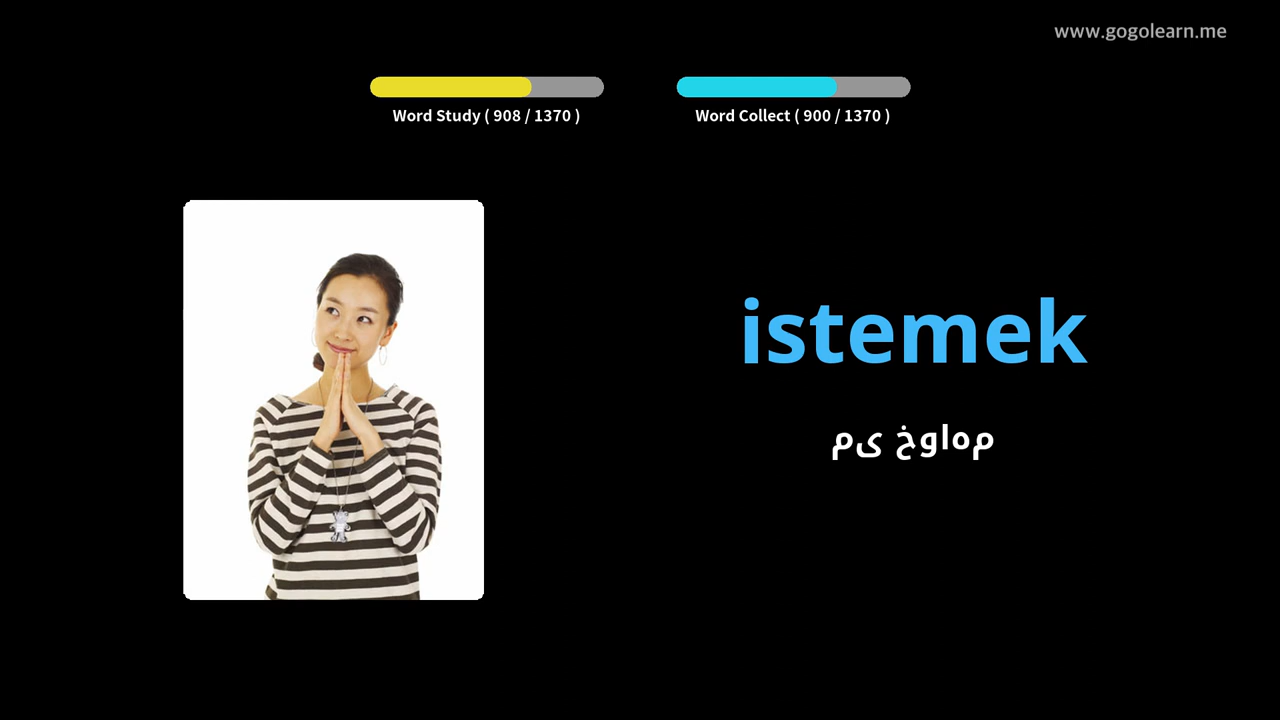 www.gogolearn.me
Word Study ( 908 / 1370 )
Word Collect ( 900 / 1370 )
istemek
می خواهم